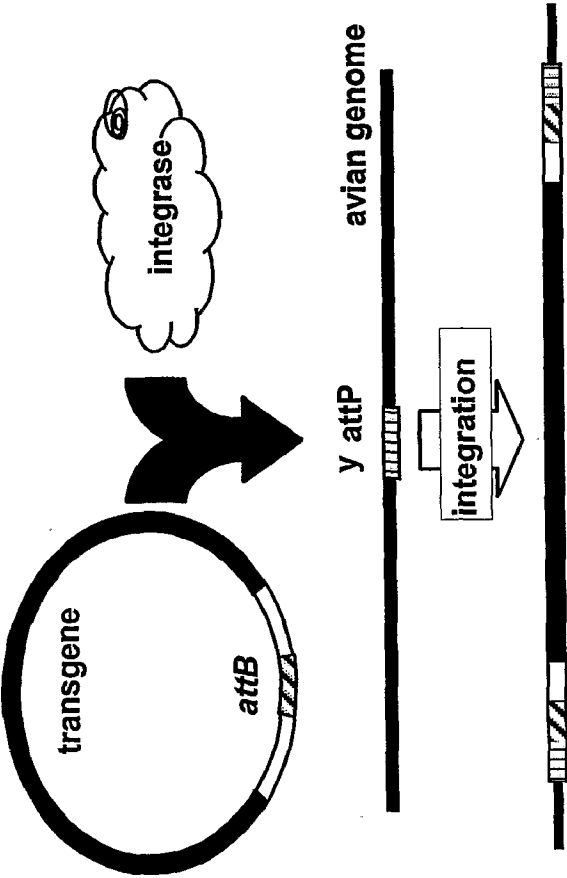 transgene
attB
integrase
y attP
avian genome
integration